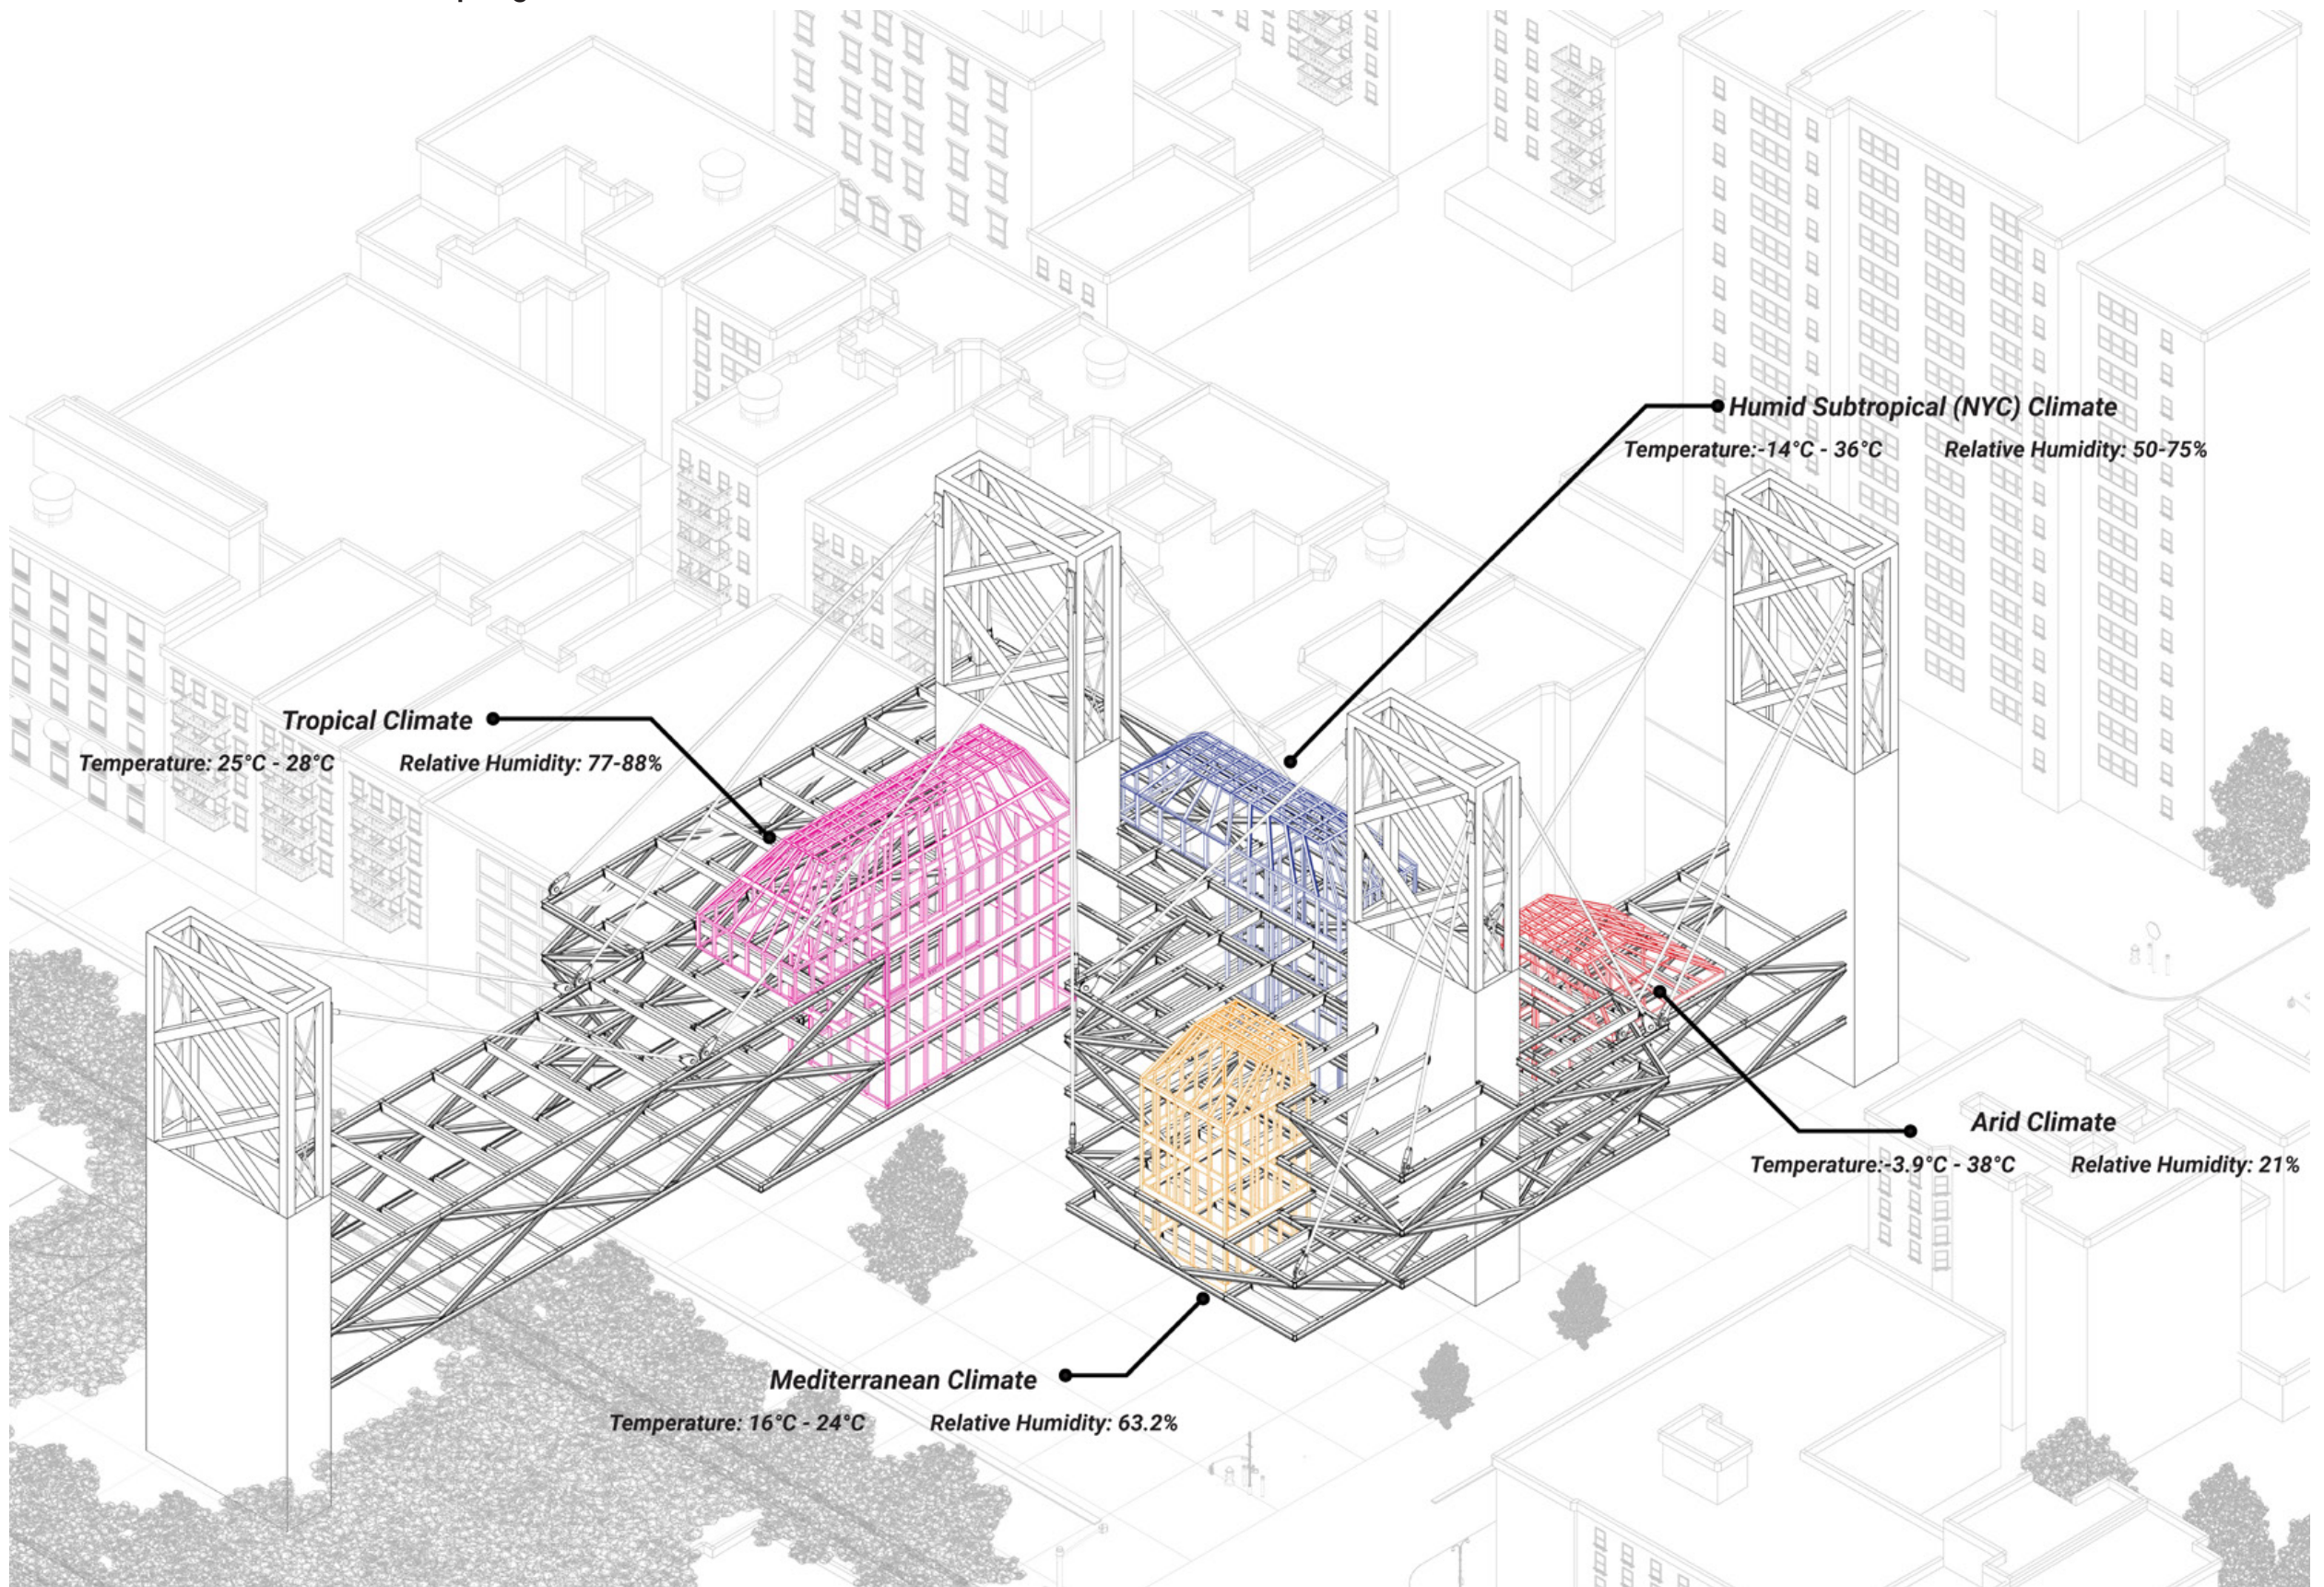 Humid Subtropical (NYC) Climate
Temperature:-14°C - 36°C Relative Humidity: 50-75%
Tropical Climate
Temperature: 25°C - 28°C Relative Humidity: 77-88%
Arid Climate
Temperature:-3.9°C - 38°C Relative Humidity: 21%
Mediterranean Climate
Temperature: 16°C - 24°C Relative Humidity: 63.2%